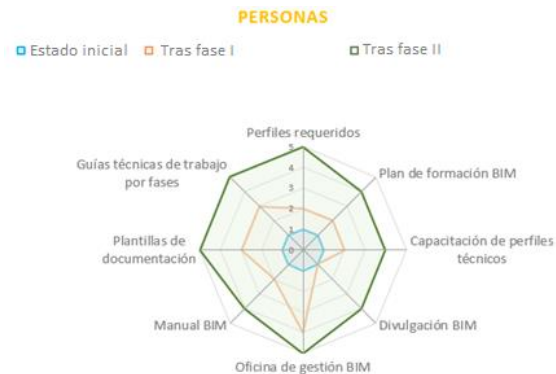 PERSONAS
Estado inicial
Tras fase I
Tras fase II
Perfiles requeridos
Guías técnicas de trabajo
por fases
Plan de formación BIM
5
4
3
2
1
0
Plantillas de
documentación
Capacitación de perfiles
técnicos
Manual BIM
Divulgación BIM
Oficina de gestión BIM